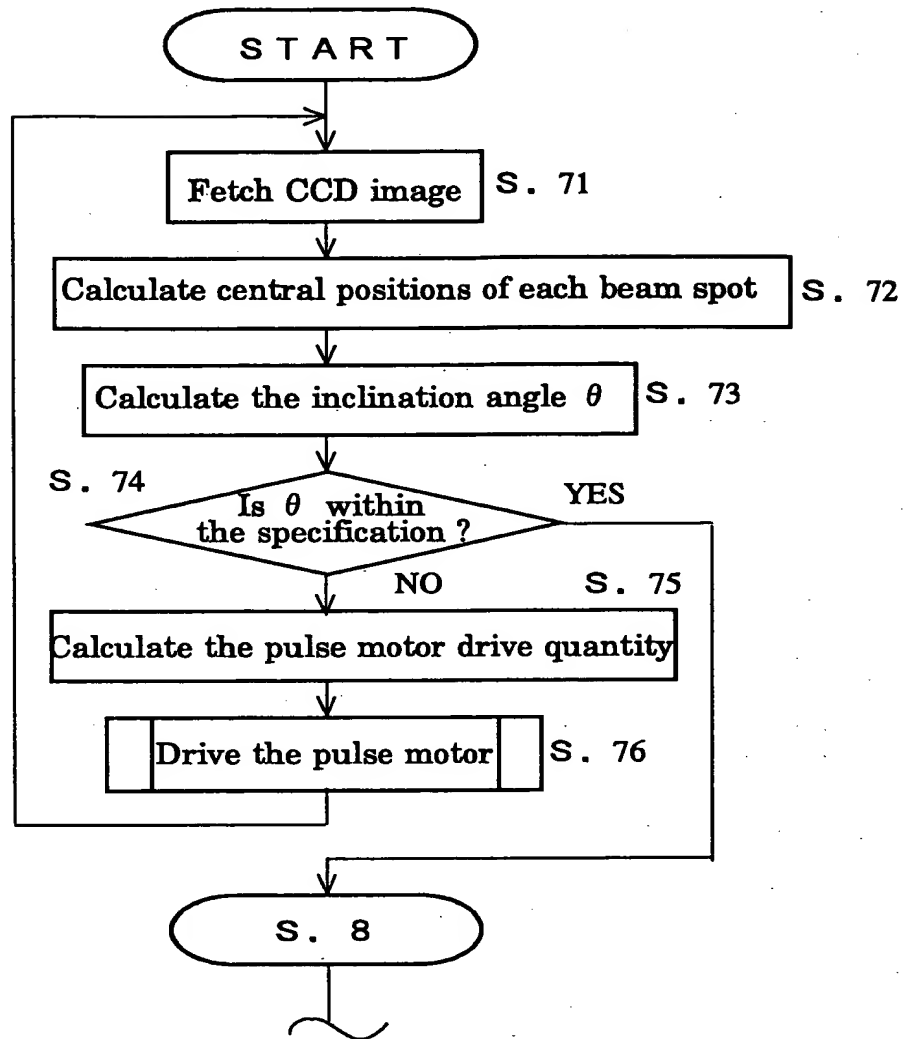 START
Fetch CCD image S. 71
Calculate central positions of each beam spot S. 72
Calculate the inclination angle θ S. 73
S. 74
Is θ within
the specification ?
YES
NO
S. 75
Calculate the pulse motor drive quantity
Drive the pulse motor S. 76
S. 8